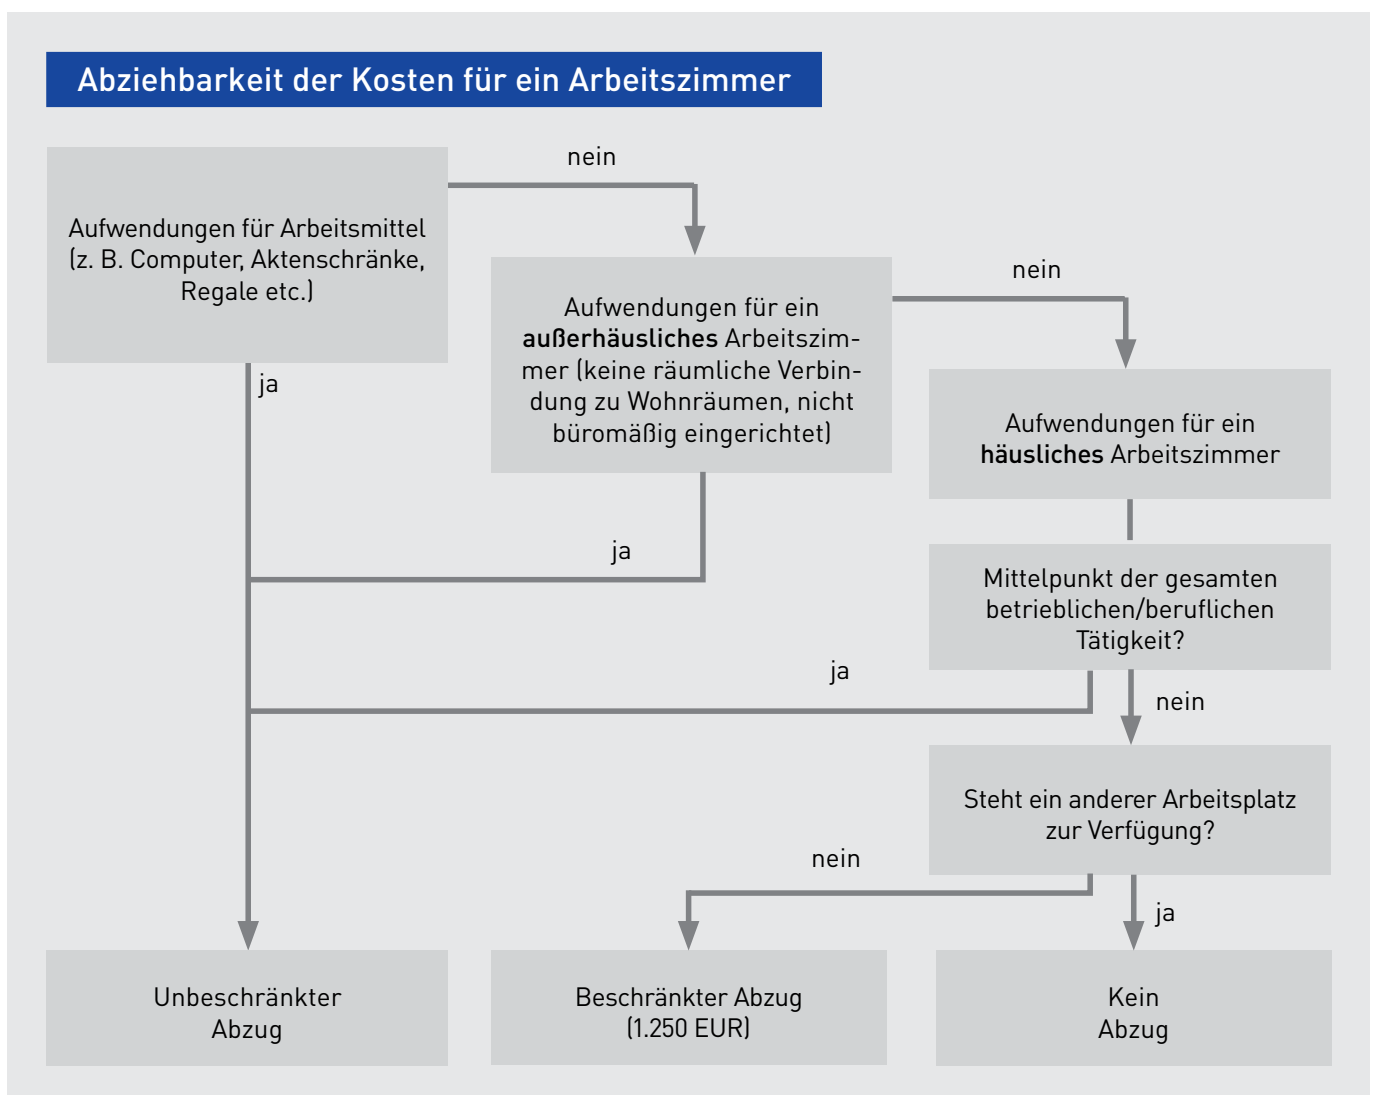 Abziehbarkeit der Kosten für ein Arbeitszimmer
nein
Aufwendungen für Arbeitsmittel
(z. B. Computer, Aktenschränke,
Regale etc.)
ja
nein
Aufwendungen für ein
außerhäusliches Arbeitszim-
mer (keine räumliche Verbin-
dung zu Wohnräumen, nicht
büromäßig eingerichtet)
ja
Aufwendungen für ein
häusliches Arbeitszimmer
Mittelpunkt der gesamten
betrieblichen/beruflichen
Tätigkeit?
ja
nein
Steht ein anderer Arbeitsplatz
zur Verfügung?
nein
ja
Unbeschränkter
Abzug
Beschränkter Abzug
(1.250 EUR)
Kein
Abzug